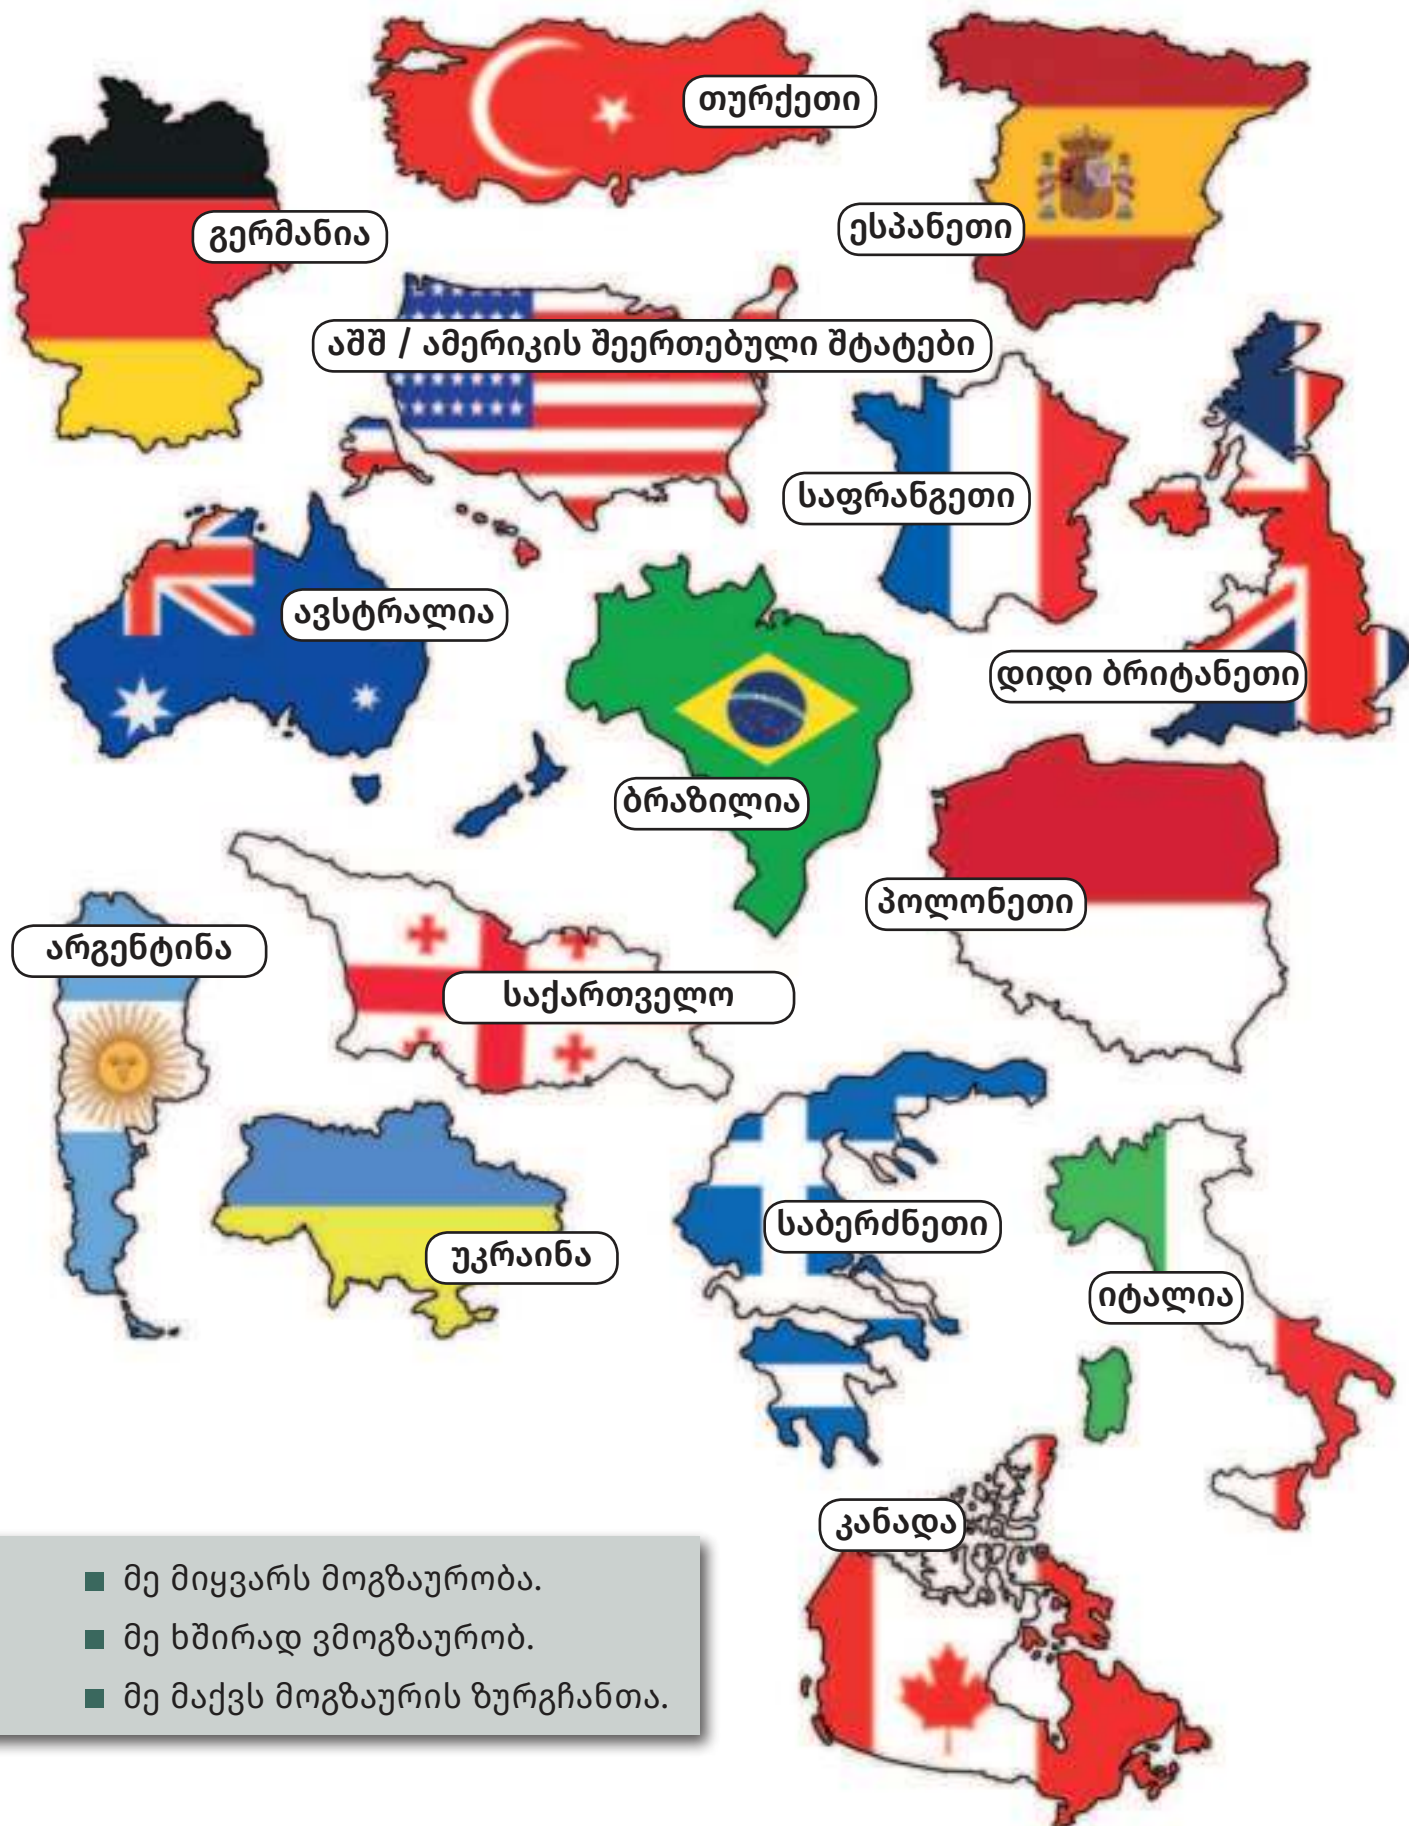 თურქეთი
გერმანია
ესპანეთი
აშშ / ამერიკის შეერთებული შტატები
საფრანგეთი
ავსტრალია
დიდი ბრიტანეთი
ბრაზილია
პოლონეთი
არგენტინა
საქართველო
საბერძნეთი
უკრაინა
იტალია
კანადა
მე მიყვარს მოგზაურობა.
მე ხშირად ვმოგზაურობ.
მე მაქვს მოგზაურის ზურგჩანთა.